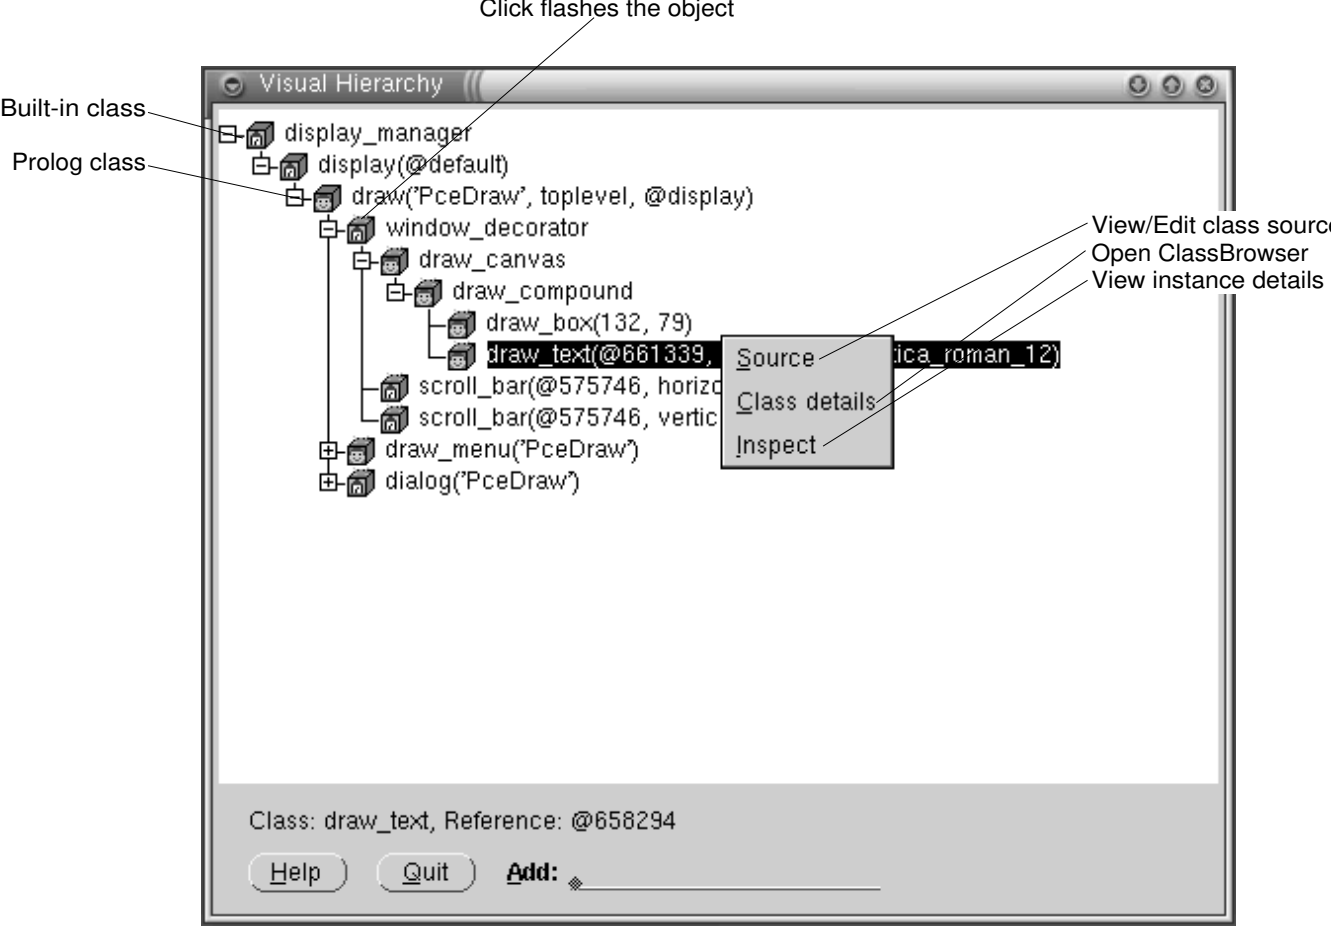 Click flashes the object
Visual Hierarchy
Built-in class
display_manager
Prolog class
display(@default)
draw('PceDraw', toplevel, @display)
window_decorator
View/Edit class source
draw_canvas
Open ClassBrowser
draw_compound
View instance details
draw_box(132, 79)
draw_text(@661339, tica_roman_12)
Source
scroll_bar(@575746, horizo
Class details
scroll_bar(@575746, vertic
Inspect
draw_menu('PceDraw')
dialog('PceDraw')
Class: draw_text, Reference: @658294
Help Quit Add: